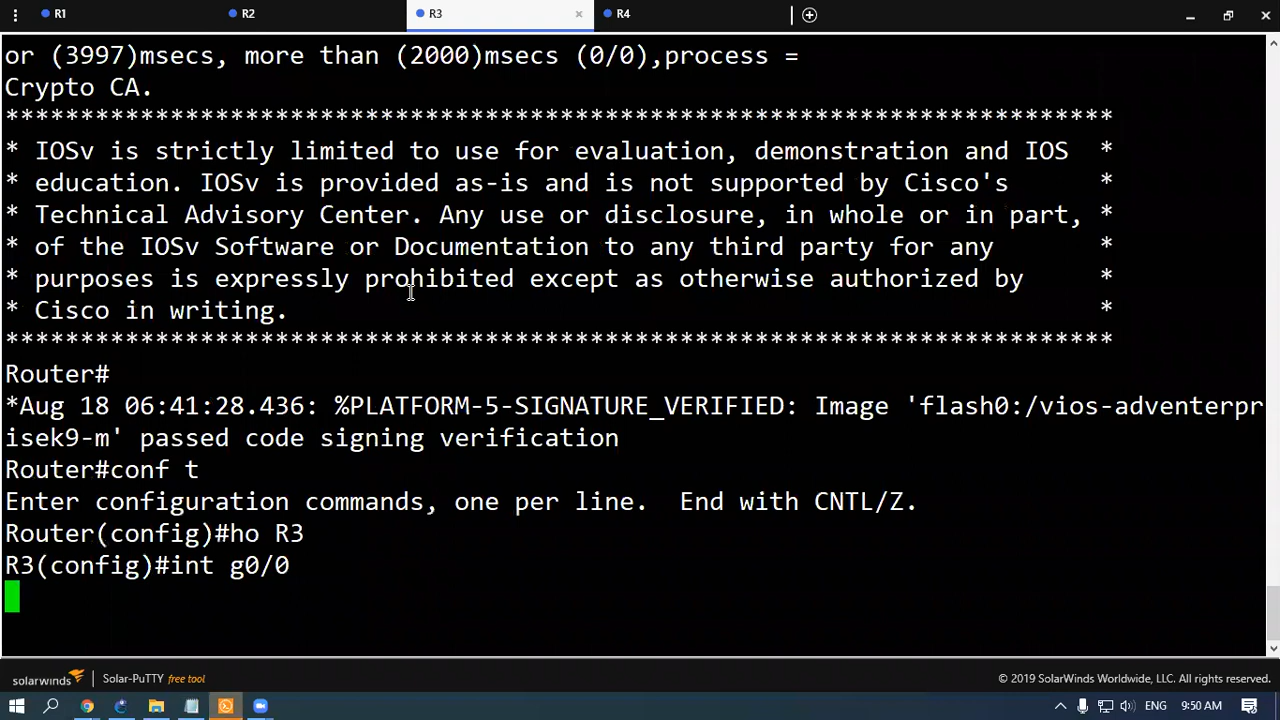 R1
R2
R3
R4
or (3997)msecs, more than (2000)msecs (0/0),process =
Crypto CA.
**************************************************************************
* IOSv is strictly limited to use for evaluation, demonstration and IOS *
* education. IOSv is provided as-is and is not supported by Cisco's *
* Technical Advisory Center. Any use or disclosure, in whole or in part, *
* of the IOSv Software or Documentation to any third party for any *
* purposes is expressly prohibited except as otherwise authorized by *
* Cisco in writing. *
**************************************************************************
Router#
*Aug 18 06:41:28.436: %PLATFORM-5-SIGNATURE_VERIFIED: Image 'flash0:/vios-adventerpr
isek9-m' passed code signing verification
Router#conf t
Enter configuration commands, one per line. End with CNTL/Z.
Router(config)#ho R3
R3(config)#int g0/0
solarwinds
Solar-PuTTY free tool
© 2019 SolarWinds Worldwide, LLC. All rights reserved.
ENG
9:50 AM